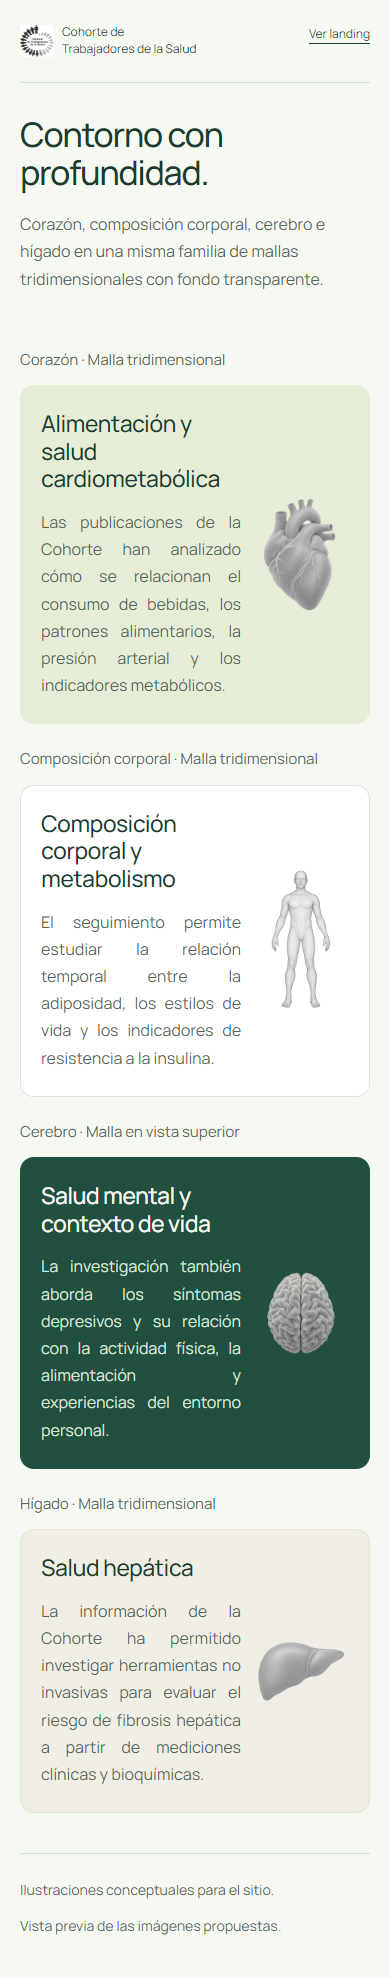 Cohorte de
Trabajadores de la Salud
Ver landing
Contorno con
profundidad.
Corazón, composición corporal, cerebro e
hígado en una misma familia de mallas
tridimensionales con fondo transparente.
Corazón · Malla tridimensional
Alimentación y
salud
cardiometabólica
Las publicaciones de la
Cohorte han analizado
cómo se relacionan el
consumo de bebidas, los
patrones alimentarios, la
presión arterial y los
indicadores metabólicos.
Composición corporal · Malla tridimensional
Composición
corporal y
metabolismo
El seguimiento permite
estudiar la relación
temporal entre la
adiposidad, los estilos de
vida y los indicadores de
resistencia a la insulina.
Cerebro · Malla en vista superior
Salud mental y
contexto de vida
La investigación también
aborda los síntomas
depresivos y su relación
con la actividad física, la
alimentación y
experiencias del entorno
personal.
Hígado · Malla tridimensional
Salud hepática
La información de la
Cohorte ha permitido
investigar herramientas no
invasivas para evaluar el
riesgo de fibrosis hepática
a partir de mediciones
clínicas y bioquímicas.
Ilustraciones conceptuales para el sitio.
Vista previa de las imágenes propuestas.